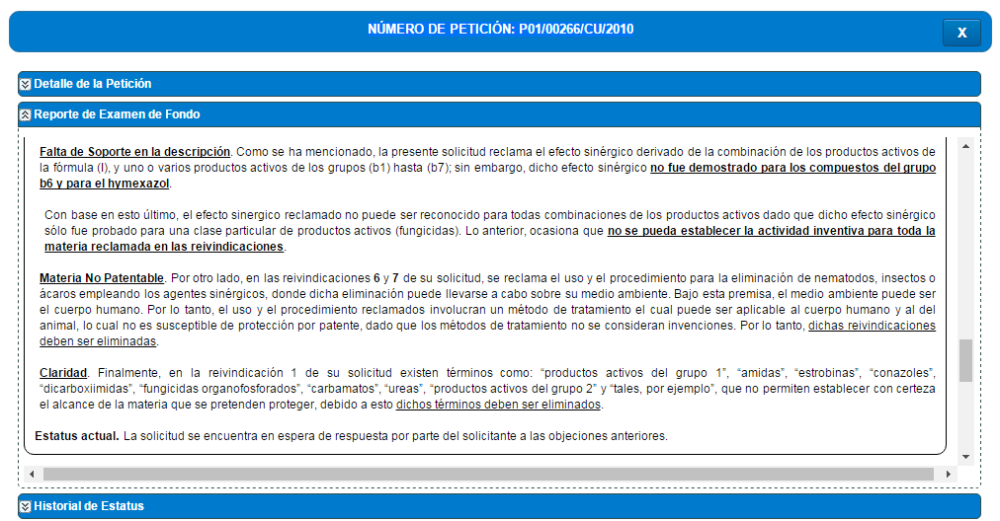 NÚMERO DE PETICIÓN: P01/00266/CU/2010
X
Detalle de la Petición
Reporte de Examen de Fondo
Falta de Soporte en la descripción. Como se ha mencionado, la presente solicitud reclama el efecto sinérgico derivado de la combinación de los productos activos de
la fórmula (I), y uno o varios productos activos de los grupos (b1) hasta (b7); sin embargo, dicho efecto sinérgico no fue demostrado para los compuestos del grupo
b6 y para el hymexazol.
Con base en esto último, el efecto sinergico reclamado no puede ser reconocido para todas combinaciones de los productos activos dado que dicho efecto sinérgico
sólo fue probado para una clase particular de productos activos (fungicidas). Lo anterior, ocasiona que no se pueda establecer la actividad inventiva para toda la
materia reclamada en las reivindicaciones.
Materia No Patentable. Por otro lado, en las reivindicaciones 6 y 7 de su solicitud, se reclama el uso y el procedimiento para la eliminación de nematodos, insectos o
ácaros empleando los agentes sinérgicos, donde dicha eliminación puede llevarse a cabo sobre su medio ambiente. Bajo esta premisa, el medio ambiente puede ser
el cuerpo humano. Por lo tanto, el uso y el procedimiento reclamados involucran un método de tratamiento el cual puede ser aplicable al cuerpo humano y al del
animal, lo cual no es susceptible de protección por patente, dado que los métodos de tratamiento no se consideran invenciones. Por lo tanto, dichas reivindicaciones
deben ser eliminadas.
Claridad. Finalmente, en la reivindicación 1 de su solicitud existen términos como: "productos activos del grupo 1", "amidas", "estrobinas", "conazoles",
"dicarboxiimidas", "fungicidas organofosforados", "carbamatos", "ureas", "productos activos del grupo 2" y "tales, por ejemplo", que no permiten establecer con certeza
el alcance de la materia que se pretenden proteger, debido a esto dichos términos deben ser eliminados.
Estatus actual. La solicitud se encuentra en espera de respuesta por parte del solicitante a las objeciones anteriores.
Historial de Estatus